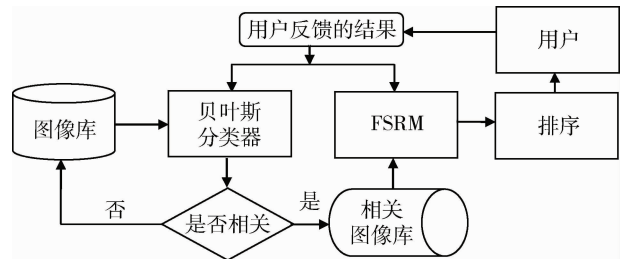 用户反馈的结果
用户
图像库
贝叶斯
分类器
FSRM
排序
否
是否相关
是
相关
图像库